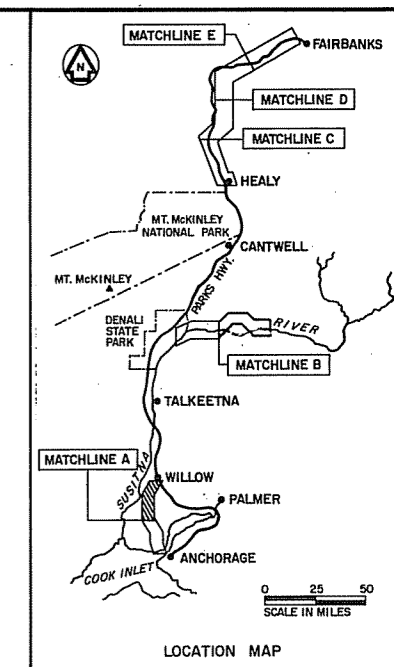 MATCHLINE E
FAIRBANKS
N
MATCHLINE D
MATCHLINE C
HEALY
MT. McKINLEY
NATIONAL PARK
CANTWELL
MT. McKINLEY
PARKS HWY.
DENALI
STATE
PARK
RIVER
MATCHLINE B
TALKEETNA
MATCHLINE A
SUSITNA
WILLOW
PALMER
ANCHORAGE
COOK INLET
0 25 50
SCALE IN MILES
LOCATION MAP